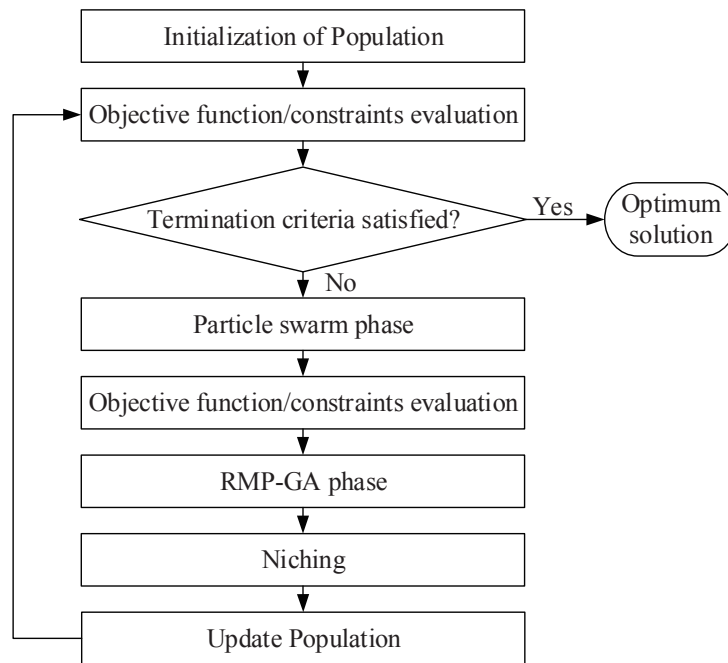 Initialization of Population
Objective function/constraints evaluation
Termination criteria satisfied?
Yes
Optimum
solution
No
Particle swarm phase
Objective function/constraints evaluation
RMP-GA phase
Niching
Update Population